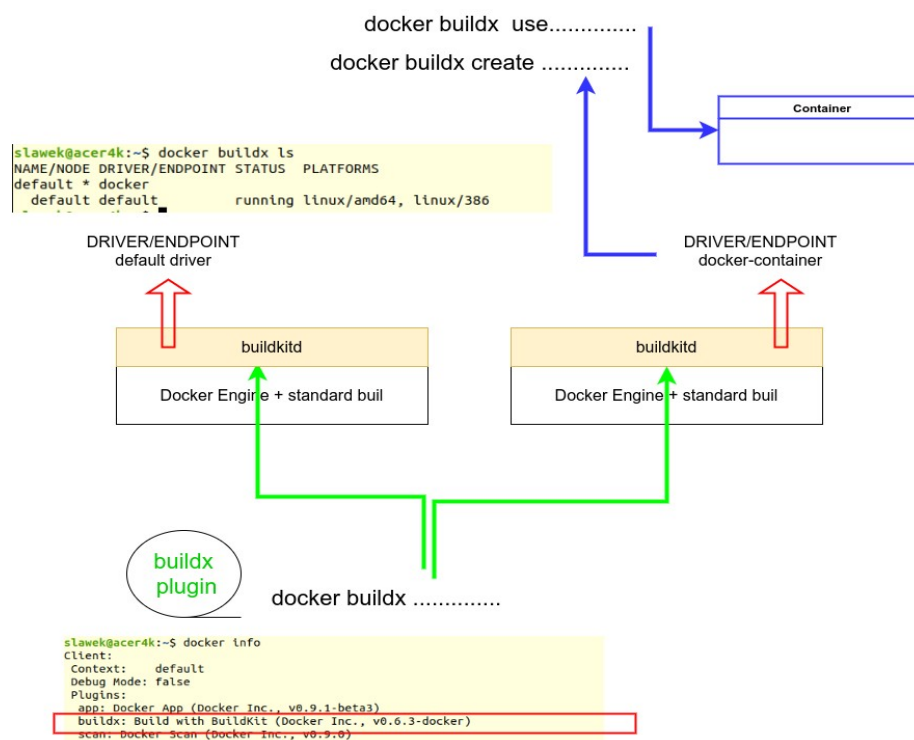 docker buildx use...............
docker buildx create ..............
Container
slawek@acer4k:~$ docker buildx ls
NAME/NODE DRIVER/ENDPOINT STATUS  PLATFORMS
default * docker
  default default         running linux/amd64, linux/386
DRIVER/ENDPOINT
default driver
DRIVER/ENDPOINT
docker-container
buildkitd
Docker Engine + standard buil
buildkitd
Docker Engine + standard buil
buildx
plugin
docker buildx ..............
slawek@acer4k:~$ docker info
Client:
 Context:    default
 Debug Mode: false
 Plugins:
  app: Docker App (Docker Inc., v0.9.1-beta3)
  buildx: Build with BuildKit (Docker Inc., v0.6.3-docker)
  scan: Docker Scan (Docker Inc., v0.9.0)